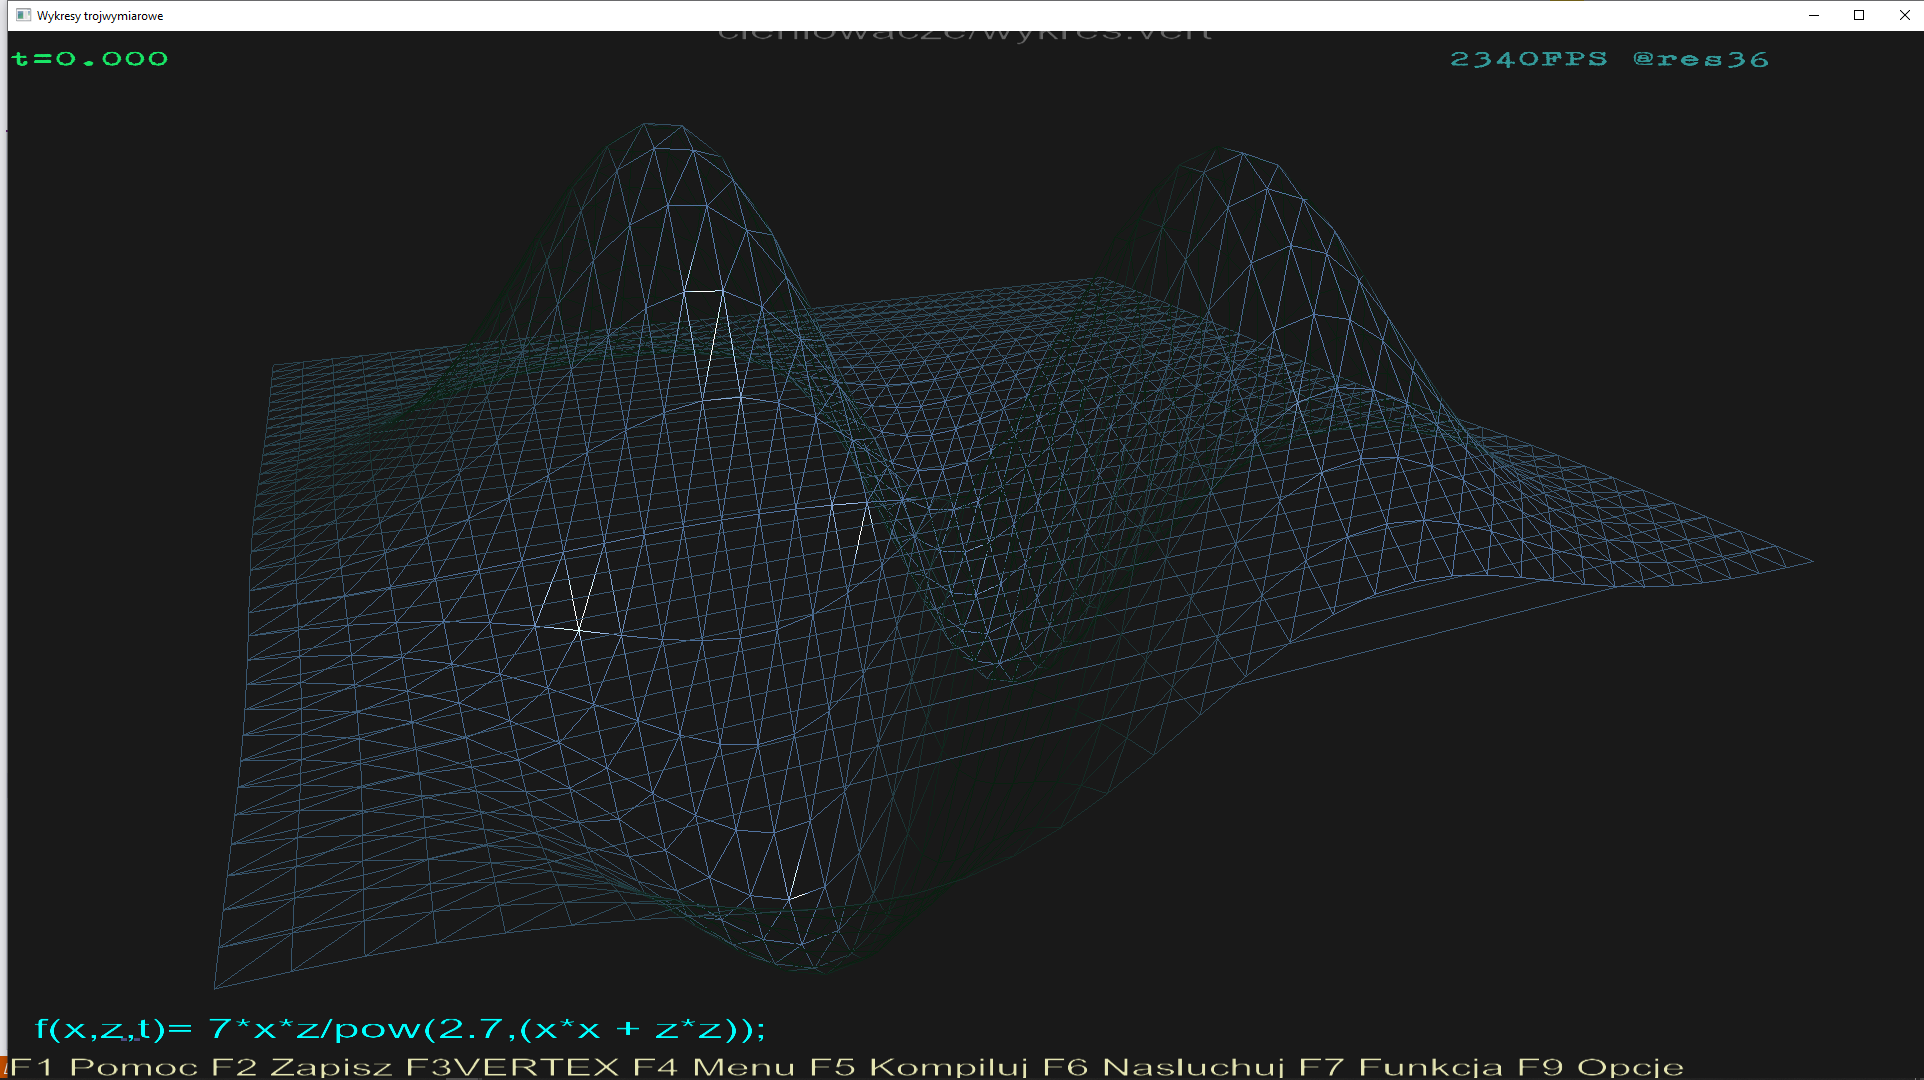 Wykresy trojwymiarowe
cieniowacze/wykres.vert
t=0.000
2340FPS @res36
f(x,z,t)= 7*x*z/pow(2.7,(x*x + z*z));
F1 Pomoc F2 Zapisz F3VERTEX F4 Menu F5 Kompiluj F6 Nasluchuj F7 Funkcja F9 Opcje